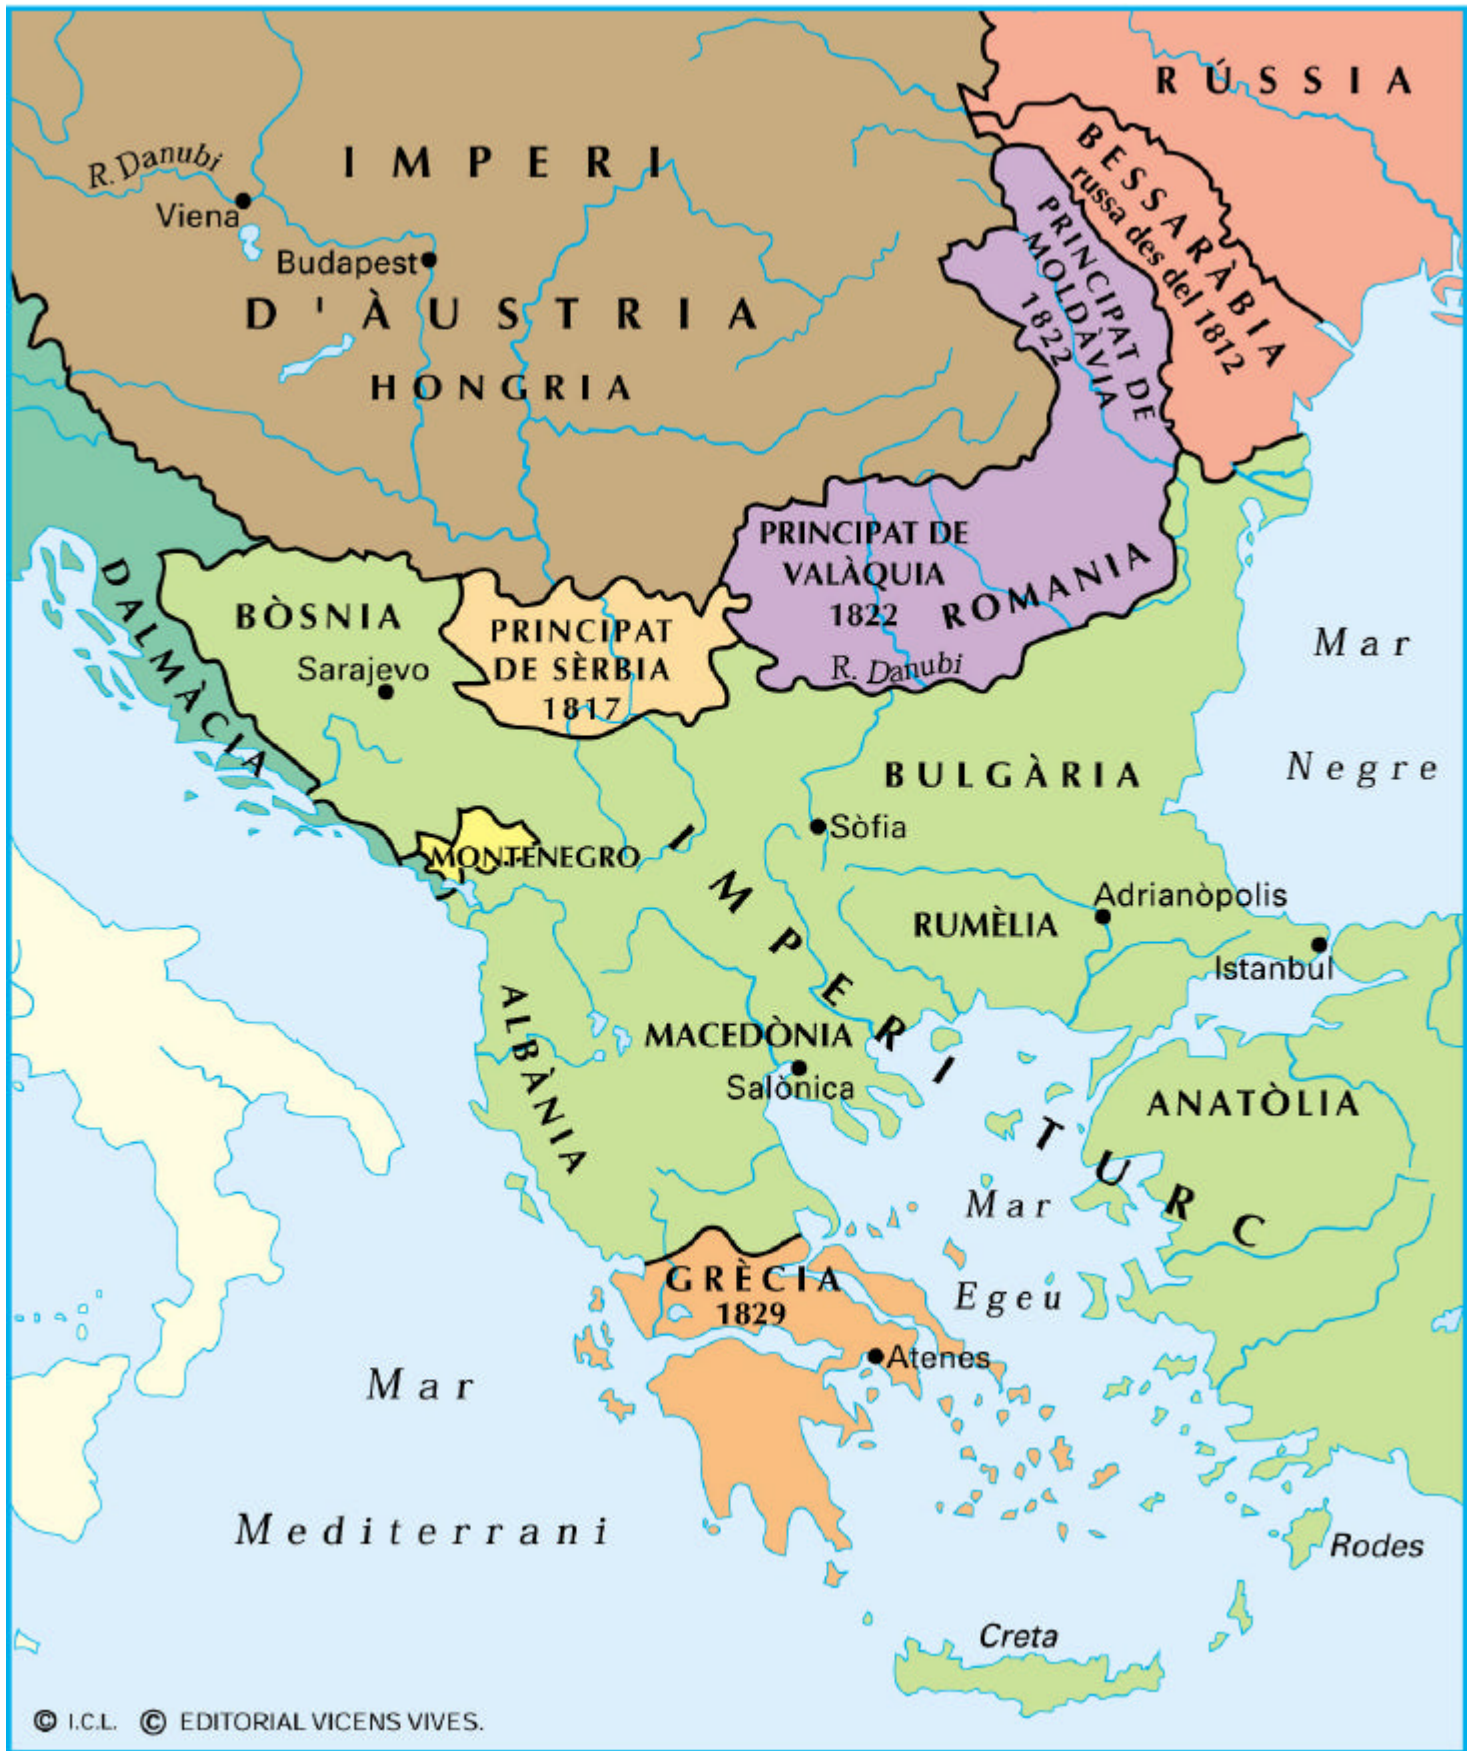 RÚSSIA
BESSARÀBIA
russa des del 1812
IMPERI
D'ÀUSTRIA
HONGRIA
R. Danubi
Viena
Budapest
PRINCIPAT DE
MOLDÀVIA
1822
PRINCIPAT DE
VALÀQUIA
1822
ROMANIA
R. Danubi
DALMÀCIA
BÒSNIA
Sarajevo
PRINCIPAT
DE SÈRBIA
1817
Mar
Negre
BULGÀRIA
Sòfia
MONTENEGRO
IMPERI TURC
Adrianòpolis
RUMÈLIA
Istanbul
ALBÀNIA
MACEDÒNIA
Salònica
ANATÒLIA
Mar
Egeu
GRÈCIA
1829
Atenes
Mar
Mediterrani
Rodes
Creta
© I.C.L. © EDITORIAL VICENS VIVES.